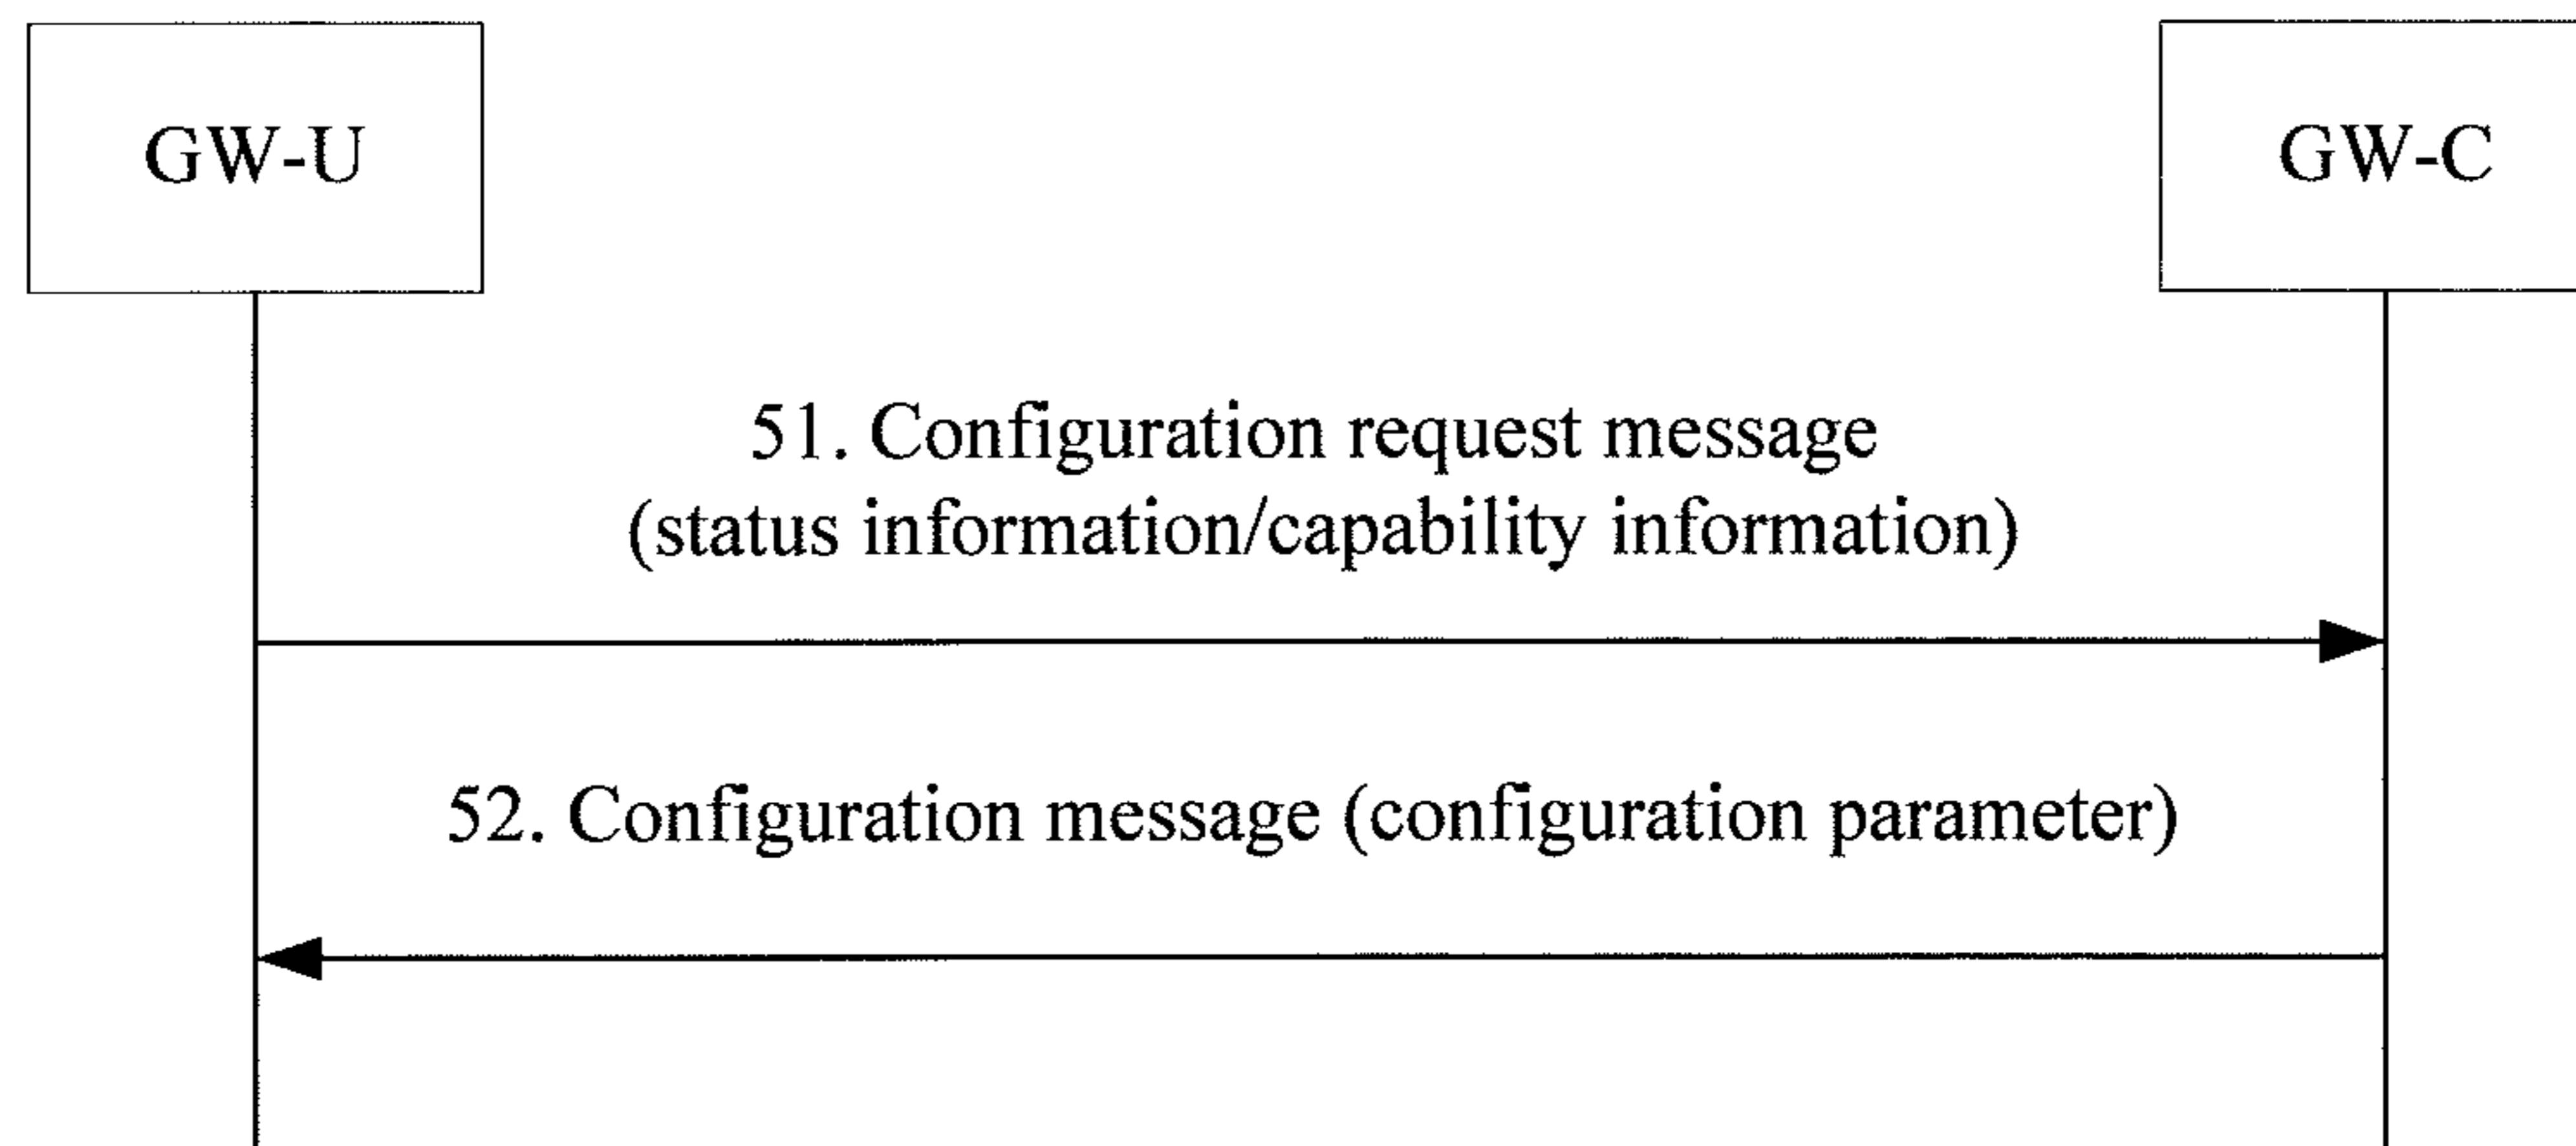 GW-U
GW-C
51. Configuration request message
(status information/capability information)
52. Configuration message (configuration parameter)